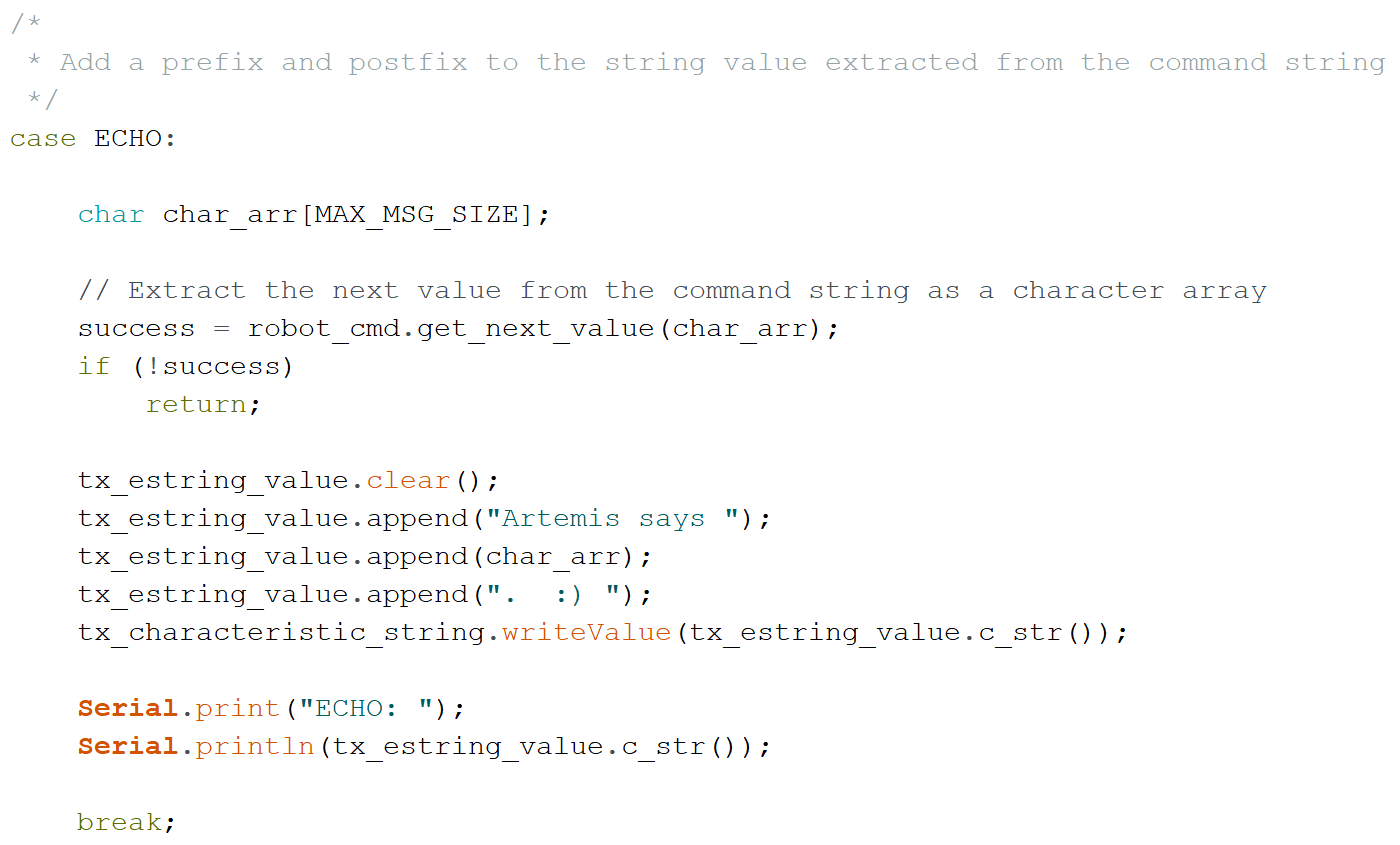 /*
 * Add a prefix and postfix to the string value extracted from the command string
 */
case ECHO:

    char char_arr[MAX_MSG_SIZE];

    // Extract the next value from the command string as a character array
    success = robot_cmd.get_next_value(char_arr);
    if (!success)
        return;

    tx_estring_value.clear();
    tx_estring_value.append("Artemis says ");
    tx_estring_value.append(char_arr);
    tx_estring_value.append(".  :) ");
    tx_characteristic_string.writeValue(tx_estring_value.c_str());

    Serial.print("ECHO: ");
    Serial.println(tx_estring_value.c_str());

    break;